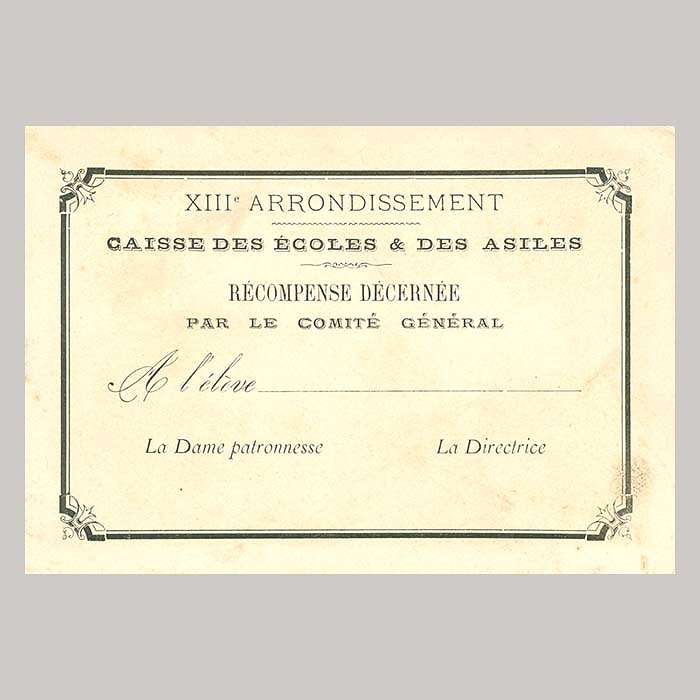 XIIIe ARRONDISSEMENT
CAISSE DES ÉCOLES & DES ASILES
RÉCOMPENSE DÉCERNÉE
PAR LE COMITÉ GÉNÉRAL
A l'élève
La Dame patronnesse La Directrice